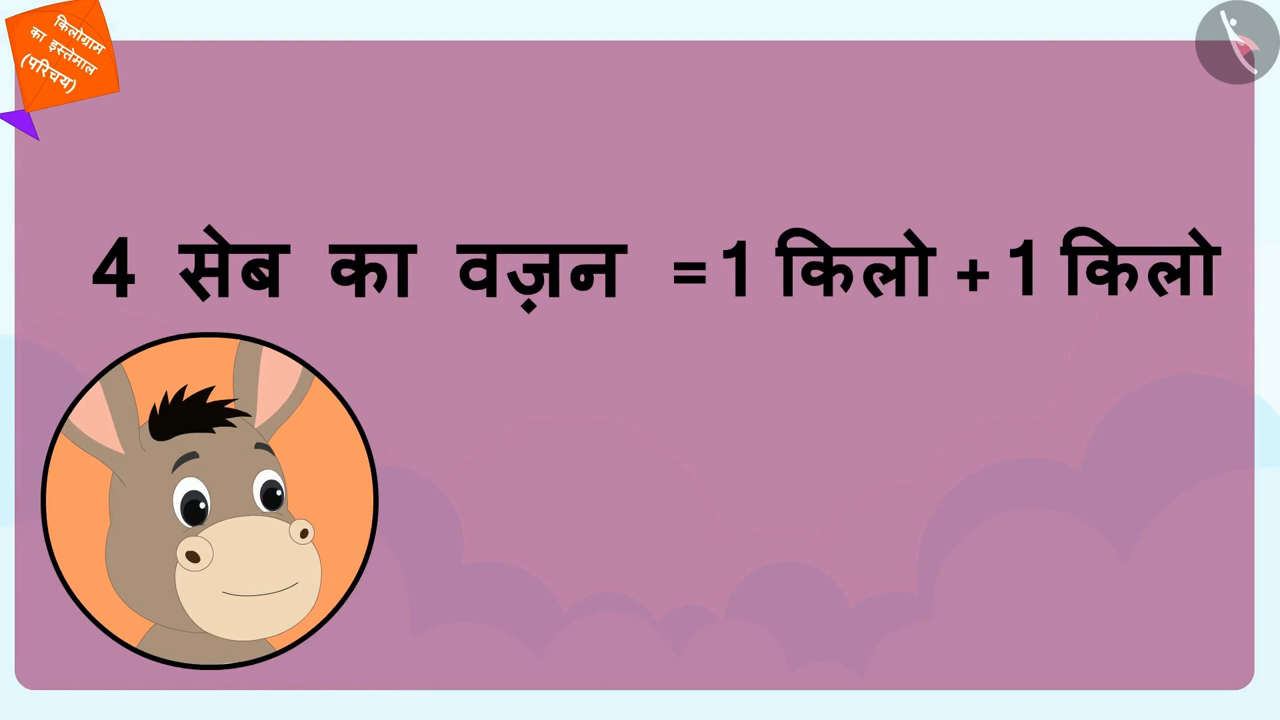 किलोग्राम
का इस्तेमाल
(परिचय)
4 सेब का वज़न =1 किलो + 1 किलो